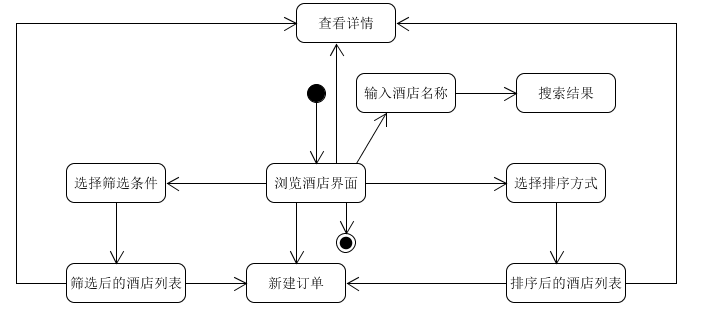 查看详情
输入酒店名称
搜索结果
选择筛选条件
浏览酒店界面
选择排序方式
筛选后的酒店列表
新建订单
排序后的酒店列表